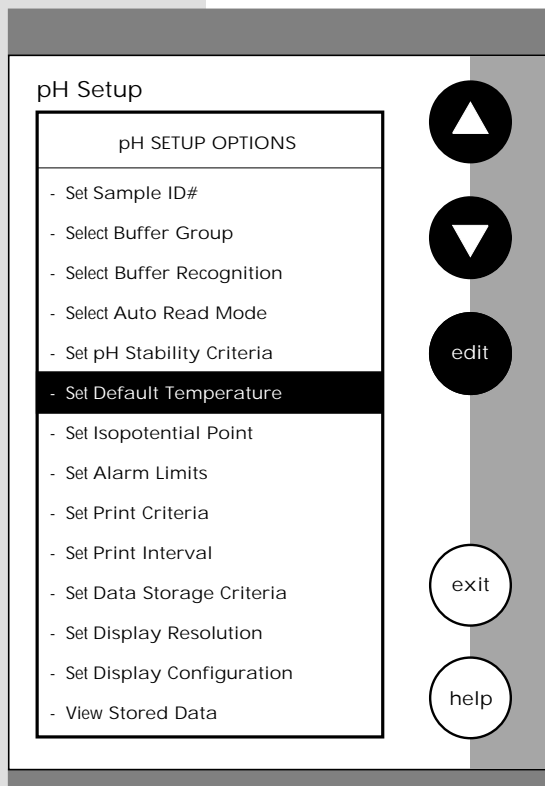 pH Setup
pH SETUP OPTIONS
- Set Sample ID#
- Select Buffer Group
- Select Buffer Recognition
- Select Auto Read Mode
- Set pH Stability Criteria
- Set Default Temperature
- Set Isopotential Point
- Set Alarm Limits
- Set Print Criteria
- Set Print Interval
- Set Data Storage Criteria
- Set Display Resolution
- Set Display Configuration
- View Stored Data
edit
exit
help